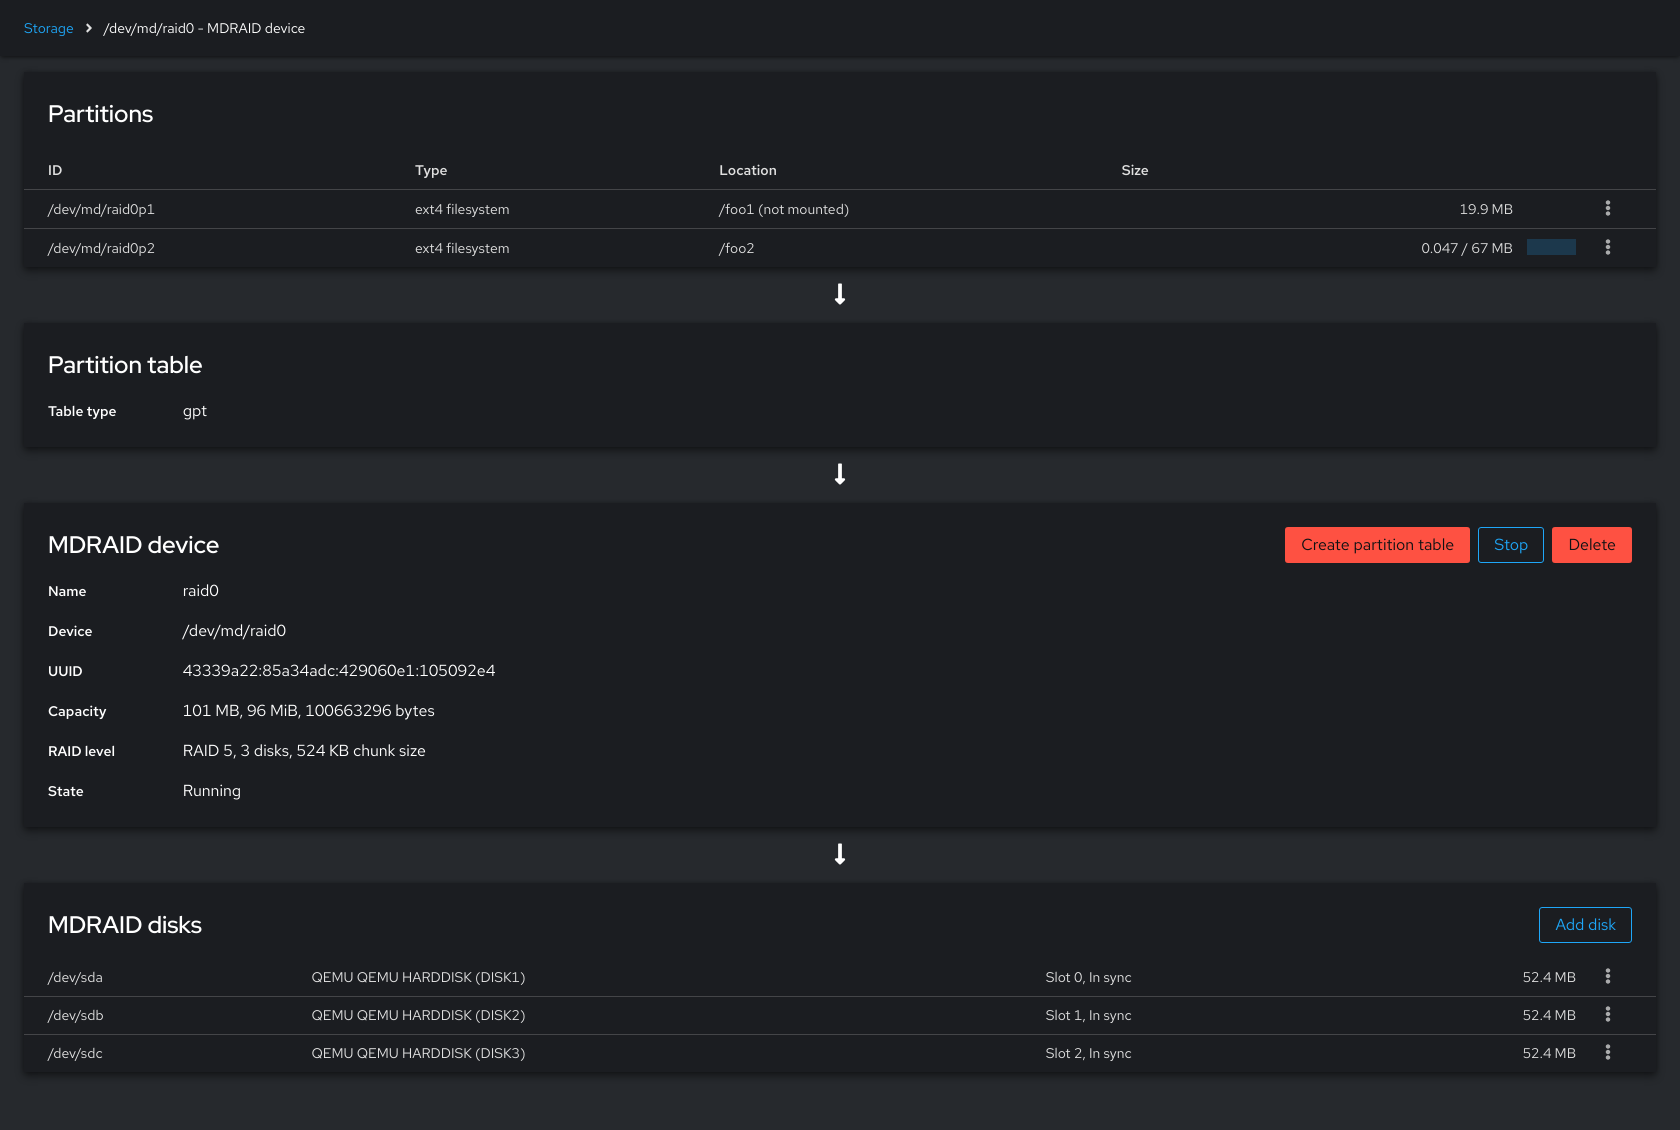 Storage > /dev/md/raid0 - MDRAID device
Partitions
ID Type Location Size
/dev/md/raid0p1 ext4 filesystem /foo1 (not mounted) 19.9 MB
/dev/md/raid0p2 ext4 filesystem /foo2 0.047 / 67 MB
Partition table
Table type gpt
MDRAID device Create partition table Stop Delete
Name raid0
Device /dev/md/raid0
UUID 43339a22:85a34adc:429060e1:105092e4
Capacity 101 MB, 96 MiB, 100663296 bytes
RAID level RAID 5, 3 disks, 524 KB chunk size
State Running
MDRAID disks Add disk
/dev/sda QEMU QEMU HARDDISK (DISK1) Slot 0, In sync 52.4 MB
/dev/sdb QEMU QEMU HARDDISK (DISK2) Slot 1, In sync 52.4 MB
/dev/sdc QEMU QEMU HARDDISK (DISK3) Slot 2, In sync 52.4 MB